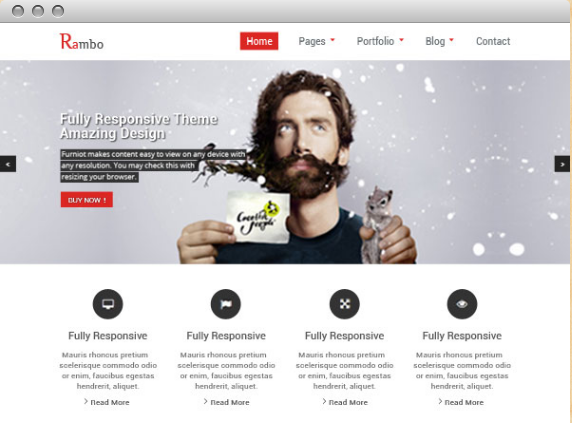 Rambo
Home Pages Portfolio Blog Contact
Fully Responsive Theme
Amazing Design
Furniot makes content easy to view on any device with
any resolution. You may check this with
resizing your browser.
BUY NOW !
Creative
people
Fully Responsive Fully Responsive Fully Responsive Fully Responsive
Mauris rhoncus pretium Mauris rhoncus pretium Mauris rhoncus pretium Mauris rhoncus pretium
scelerisque commodo odio scelerisque commodo odio scelerisque commodo odio scelerisque commodo odio
or enim, faucibus egestas or enim, faucibus egestas or enim, faucibus egestas or enim, faucibus egestas
hendrerit, aliquet. hendrerit, aliquet. hendrerit, aliquet. hendrerit, aliquet.
Read More Read More Read More Read More